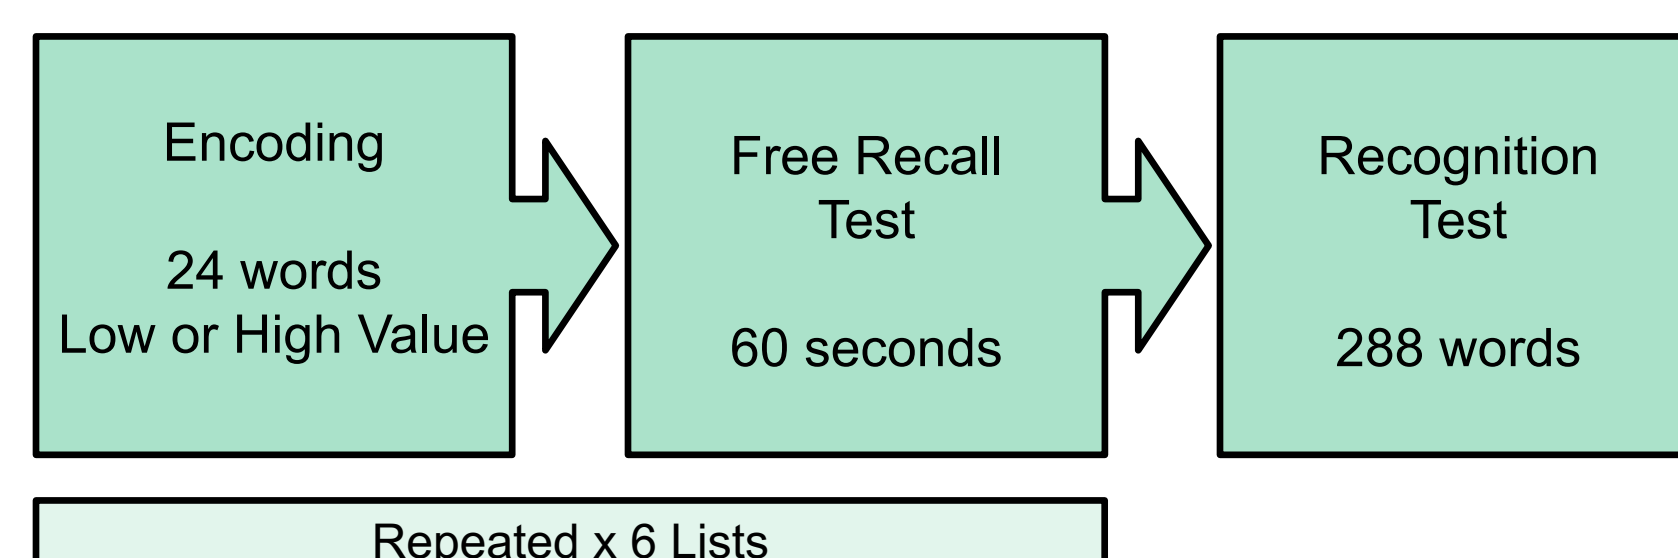 Encoding
24 words
Low or High Value
Free Recall
Test
60 seconds
Recognition
Test
288 words
Repeated x 6 Lists